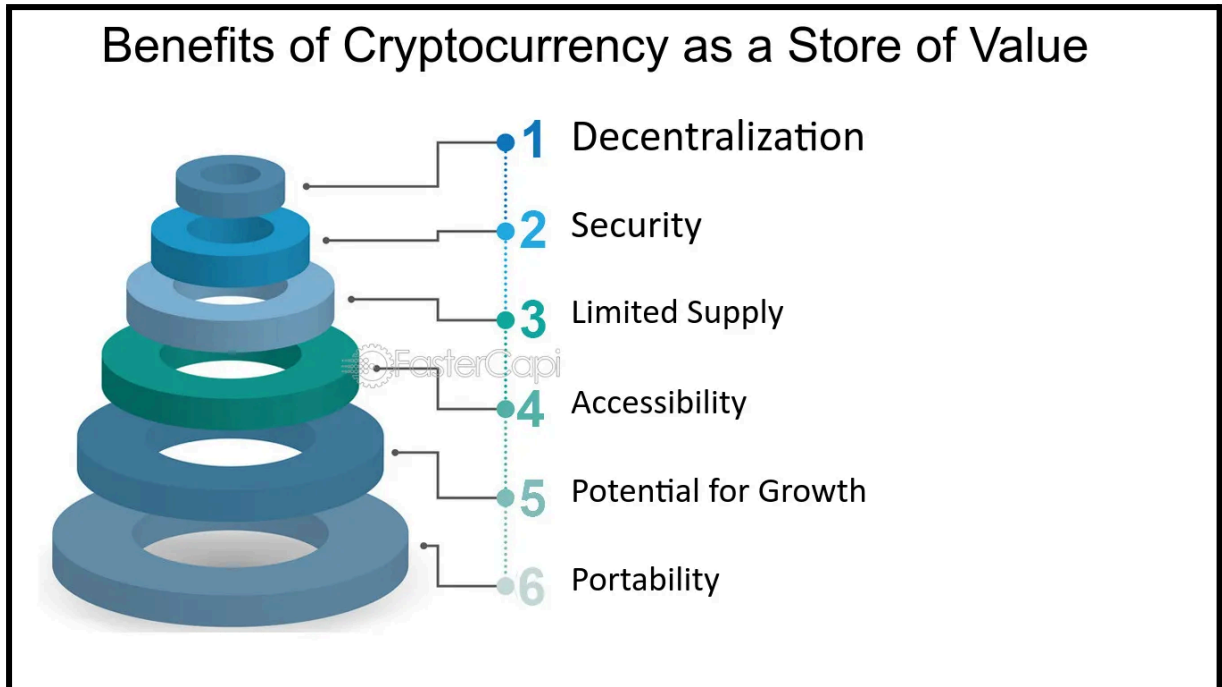 Benefits of Cryptocurrency as a Store of Value
1 Decentralization
2 Security
3 Limited Supply
FasterCapi
4 Accessibility
5 Potential for Growth
6 Portability